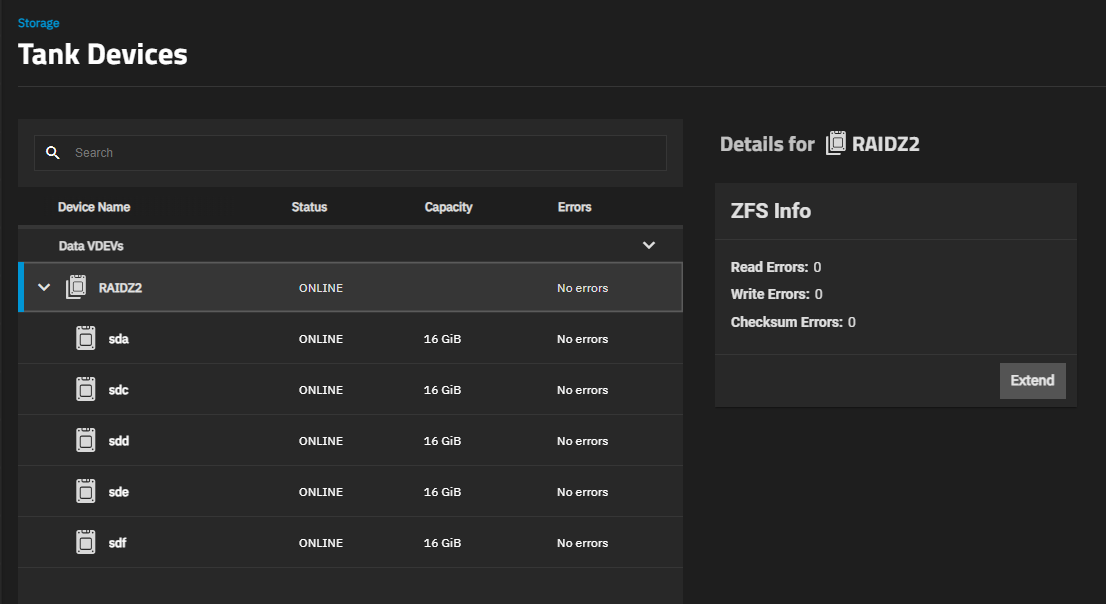 Storage
Tank Devices
Search
Device Name Status Capacity Errors
Data VDEVs
RAIDZ2 ONLINE No errors
sda ONLINE 16 GiB No errors
sdc ONLINE 16 GiB No errors
sdd ONLINE 16 GiB No errors
sde ONLINE 16 GiB No errors
sdf ONLINE 16 GiB No errors
Details for RAIDZ2
ZFS Info
Read Errors: 0
Write Errors: 0
Checksum Errors: 0
Extend